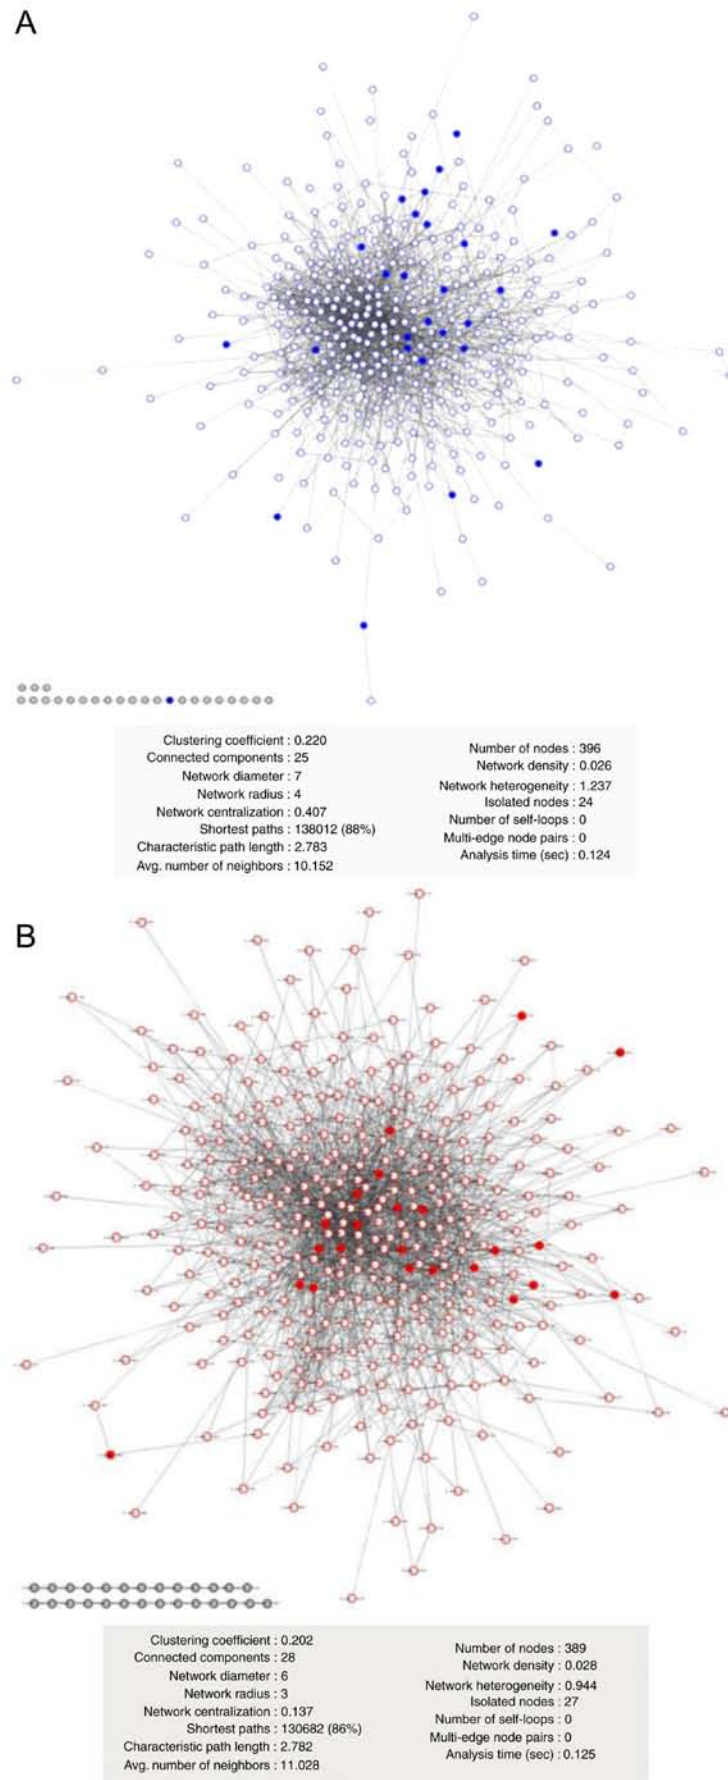 A
Clustering coefficient : 0.220
Connected components : 25
Network diameter : 7
Network radius : 4
Network centralization : 0.407
Shortest paths : 138012 (88%)
Characteristic path length : 2.783
Avg. number of neighbors : 10.152
Number of nodes : 396
Network density : 0.026
Network heterogeneity : 1.237
Isolated nodes : 24
Number of self-loops : 0
Multi-edge node pairs : 0
Analysis time (sec) : 0.124
B
Clustering coefficient : 0.202
Connected components : 28
Network diameter : 6
Network radius : 3
Network centralization : 0.137
Shortest paths : 130682 (86%)
Characteristic path length : 2.782
Avg. number of neighbors : 11.028
Number of nodes : 389
Network density : 0.028
Network heterogeneity : 0.944
Isolated nodes : 27
Number of self-loops : 0
Multi-edge node pairs : 0
Analysis time (sec) : 0.125